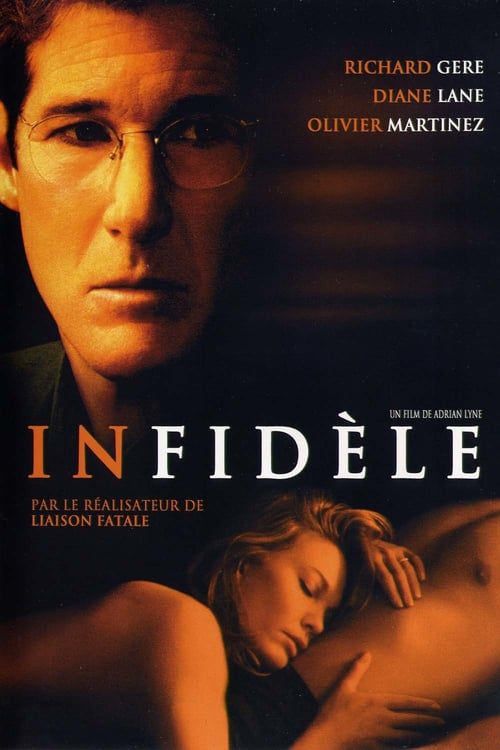 RICHARD GERE
DIANE LANE
OLIVIER MARTINEZ
UN FILM DE ADRIAN LYNE
INFIDÈLE
PAR LE RÉALISATEUR DE
LIAISON FATALE